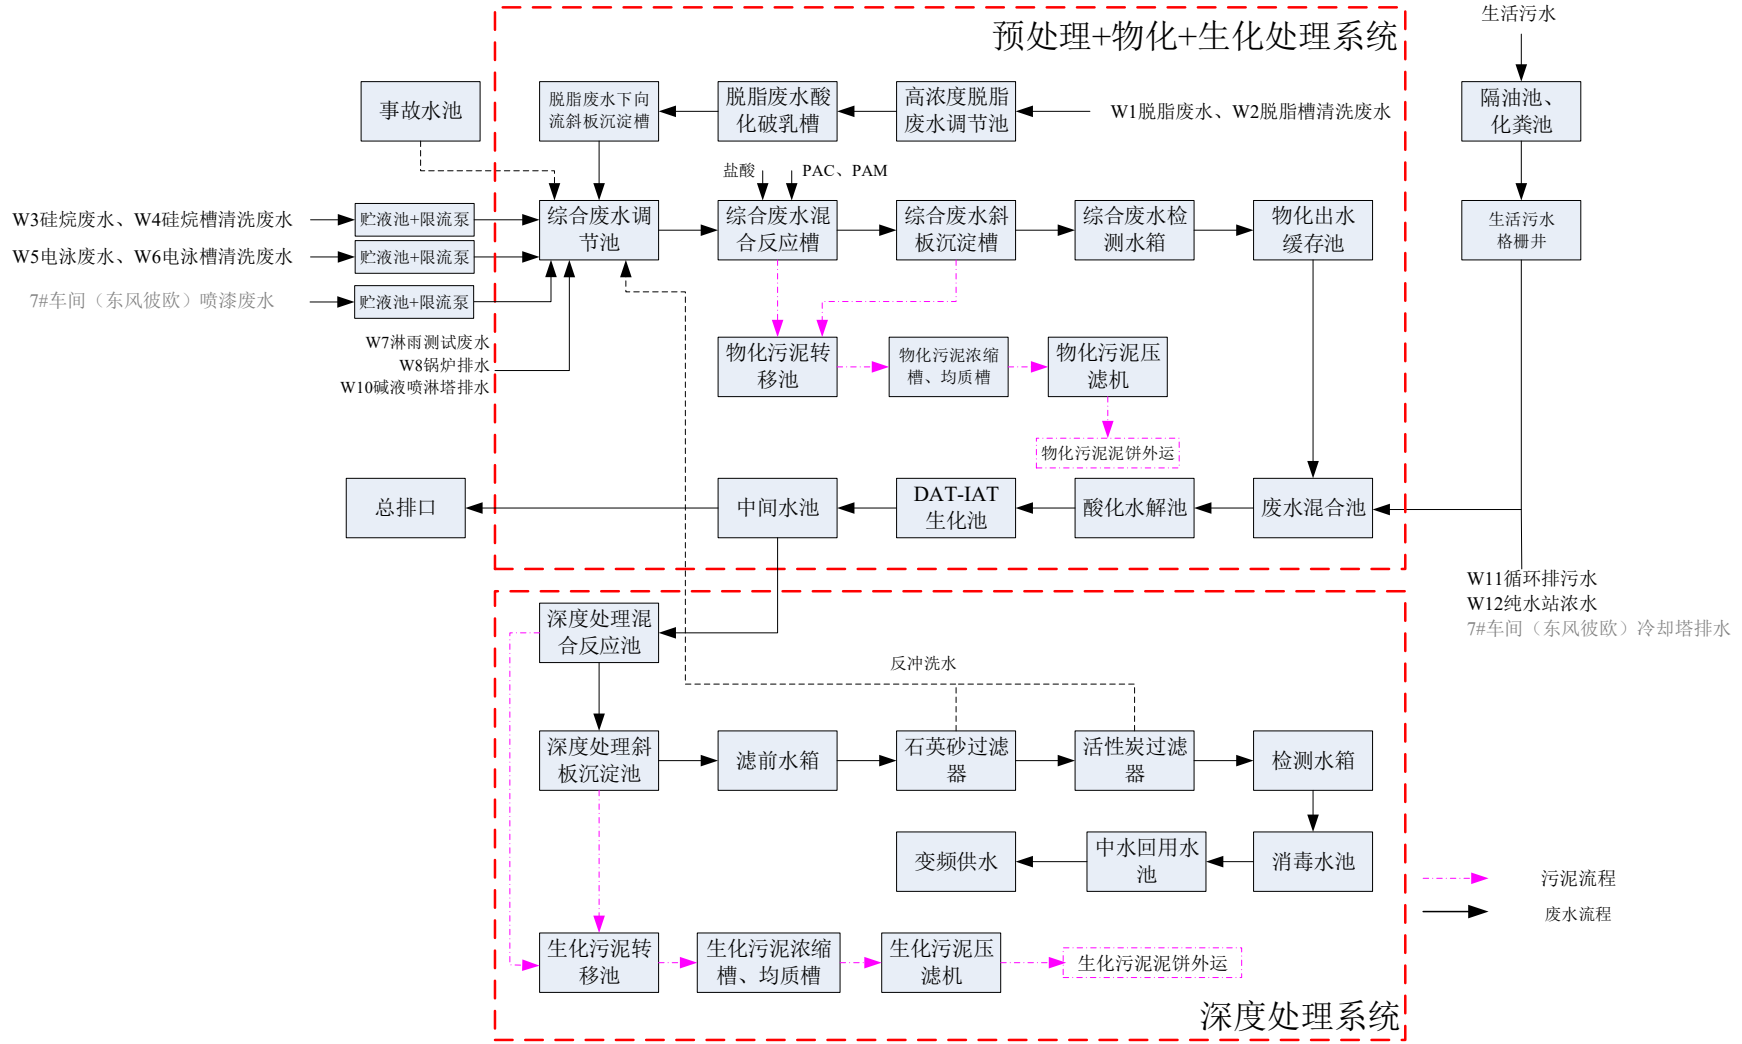 预处理+物化+生化处理系统
生活污水
事故水池
脱脂废水下向
流斜板沉淀槽
脱脂废水酸
化破乳槽
高浓度脱脂
废水调节池
W1脱脂废水、W2脱脂槽清洗废水
隔油池、
化粪池
盐酸
PAC、PAM
W3硅烷废水、W4硅烷槽清洗废水
贮液池+限流泵
综合废水调
节池
综合废水混
合反应槽
综合废水斜
板沉淀槽
综合废水检
测水箱
物化出水
缓存池
生活污水
格栅井
W5电泳废水、W6电泳槽清洗废水
贮液池+限流泵
7#车间（东风彼欧）喷漆废水
贮液池+限流泵
W7淋雨测试废水
W8锅炉排水
W10碱液喷淋塔排水
物化污泥转
移池
物化污泥浓缩
槽、均质槽
物化污泥压
滤机
物化污泥泥饼外运
总排口
中间水池
DAT-IAT
生化池
酸化水解池
废水混合池
W11循环排污水
W12纯水站浓水
7#车间（东风彼欧）冷却塔排水
深度处理混
合反应池
反冲洗水
深度处理斜
板沉淀池
滤前水箱
石英砂过滤
器
活性炭过滤
器
检测水箱
变频供水
中水回用水
池
消毒水池
污泥流程
废水流程
生化污泥转
移池
生化污泥浓缩
槽、均质槽
生化污泥压
滤机
生化污泥泥饼外运
深度处理系统